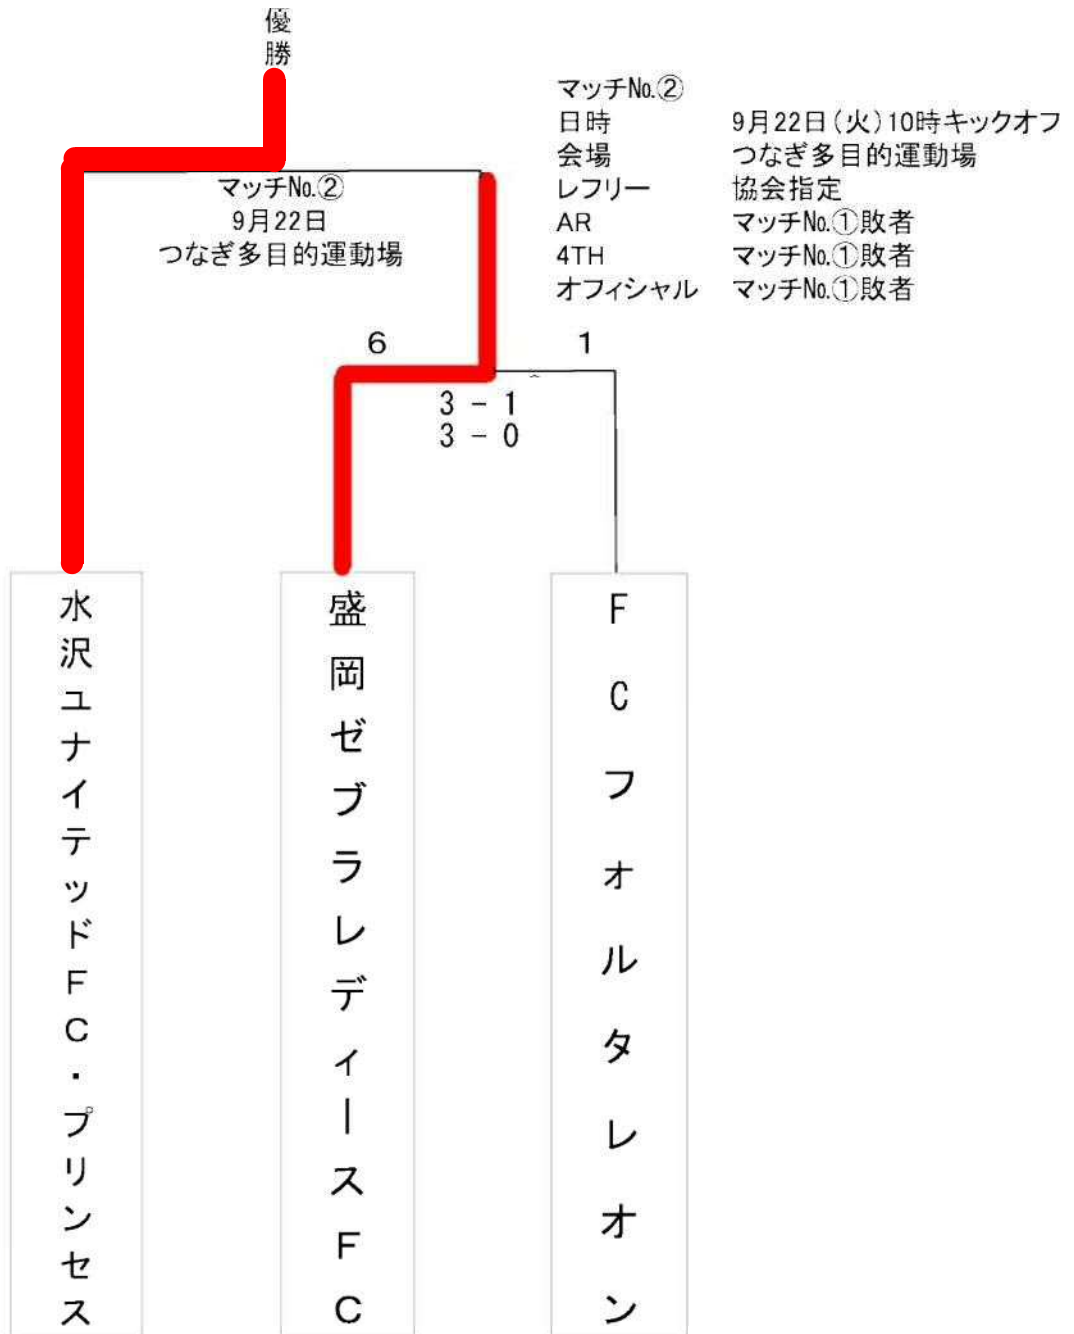 優勝
マッチNo.②
日時 9月22日(火)10時キックオフ
会場 つなぎ多目的運動場
レフリー 協会指定
AR マッチNo.①敗者
4TH マッチNo.①敗者
オフィシャル マッチNo.①敗者
マッチNo.②
9月22日
つなぎ多目的運動場
6 1
3 - 1
3 - 0
水沢ユナイテッドFC・プリンセス
盛岡ゼブラレディースFC
FCフォルタレオン